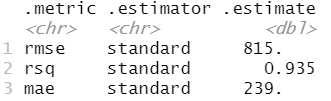 .metric .estimator .estimate
<chr> <chr> <dbl>
1 rmse standard 815.
2 rsq standard 0.935
3 mae standard 239.